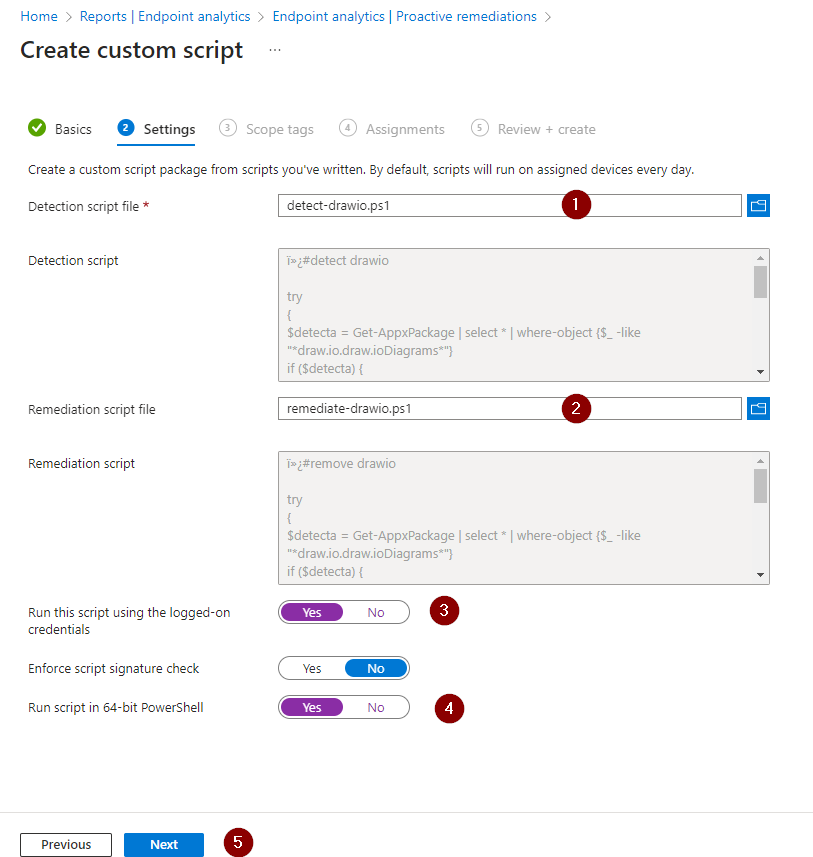 Home > Reports | Endpoint analytics > Endpoint analytics | Proactive remediations >
Create custom script ...
Basics 2 Settings 3 Scope tags 4 Assignments 5 Review + create
Create a custom script package from scripts you've written. By default, scripts will run on assigned devices every day.
Detection script file * detect-drawio.ps1 1
Detection script
ï»¿#detect drawio
try
{
$detecta = Get-AppxPackage | select * | where-object {$_ -like
"*draw.io.draw.ioDiagrams*"}
if ($detecta) {
Remediation script file remediate-drawio.ps1 2
Remediation script
ï»¿#remove drawio
try
{
$detecta = Get-AppxPackage | select * | where-object {$_ -like
"*draw.io.draw.ioDiagrams*"}
if ($detecta) {
Run this script using the logged-on
credentials
Yes No 3
Enforce script signature check Yes No
Run script in 64-bit PowerShell Yes No 4
Previous Next 5